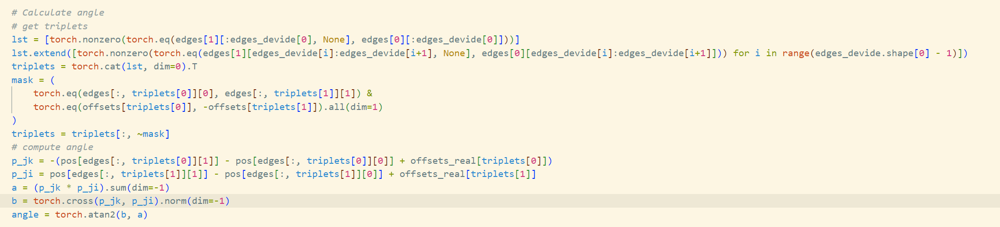 # Calculate angle
# get triplets
lst = [torch.nonzero(torch.eq(edges[1][:edges_devide[0], None], edges[0][:edges_devide[0]]))]
lst.extend([torch.nonzero(torch.eq(edges[1][edges_devide[i]:edges_devide[i+1], None], edges[0][edges_devide[i]:edges_devide[i+1]])) for i in range(edges_devide.shape[0] - 1)])
triplets = torch.cat(lst, dim=0).T
mask = (
    torch.eq(edges[:, triplets[0]][0], edges[:, triplets[1]][1]) &
    torch.eq(offsets[triplets[0]], -offsets[triplets[1]]).all(dim=1)
)
triplets = triplets[:, ~mask]
# compute angle
p_jk = -(pos[edges[:, triplets[0]][1]] - pos[edges[:, triplets[0]][0]] + offsets_real[triplets[0]])
p_ji = pos[edges[:, triplets[1]][1]] - pos[edges[:, triplets[1]][0]] + offsets_real[triplets[1]]
a = (p_jk * p_ji).sum(dim=-1)
b = torch.cross(p_jk, p_ji).norm(dim=-1)
angle = torch.atan2(b, a)